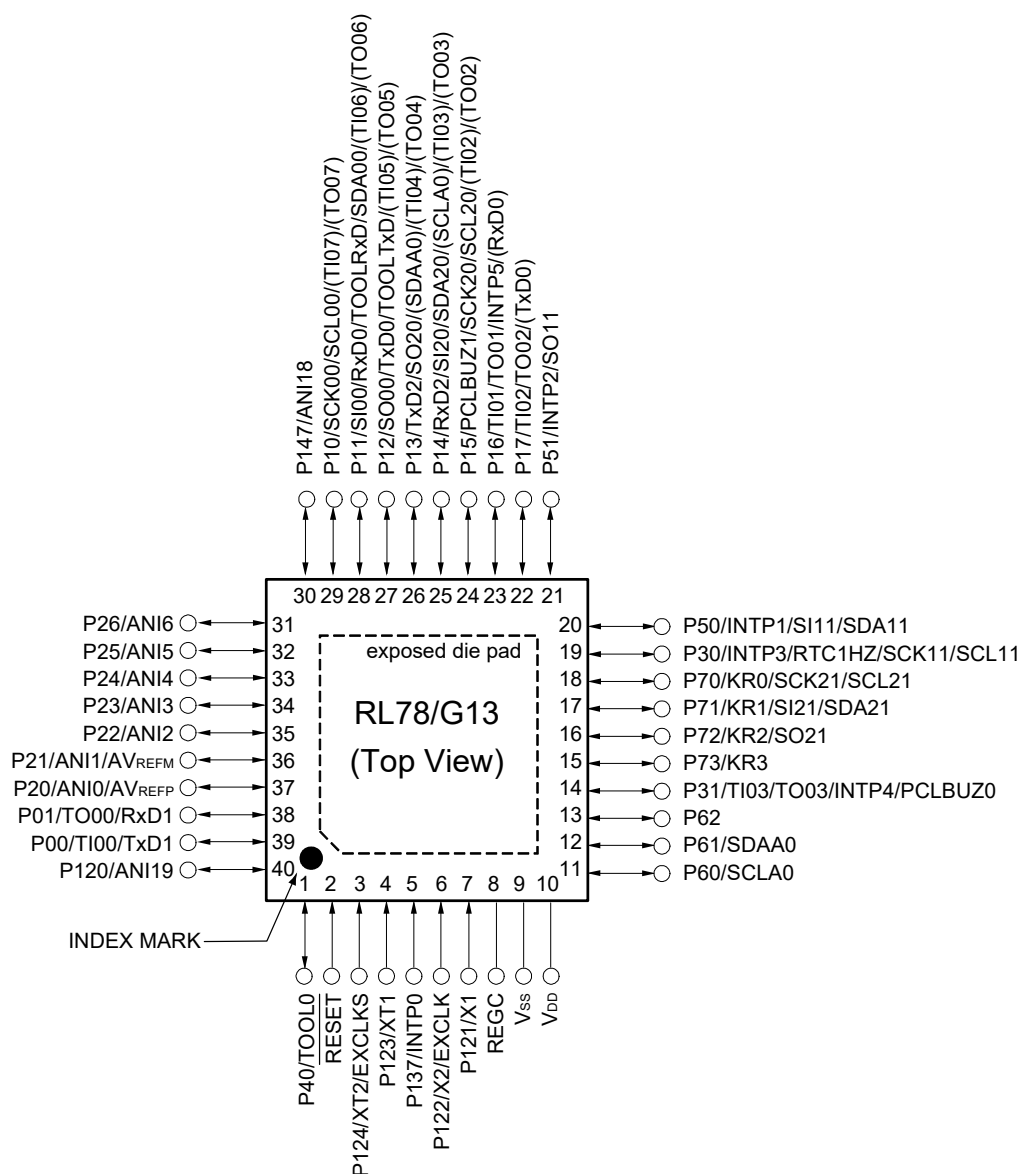 P147/ANI18
P10/SCK00/SCL00/(TI07)/(TO07)
P11/SI00/RxD0/TOOLRxD/SDA00/(TI06)/(TO06)
P12/SO00/TxD0/TOOLTxD/(TI05)/(TO05)
P13/TxD2/SO20/(SDAA0)/(TI04)/(TO04)
P14/RxD2/SI20/SDA20/(SCLA0)/(TI03)/(TO03)
P15/PCLBUZ1/SCK20/SCL20/(TI02)/(TO02)
P16/TI01/TO01/INTP5/(RxD0)
P17/TI02/TO02/(TxD0)
P51/INTP2/SO11
30 29 28 27 26 25 24 23 22 21
P26/ANI6 31
P25/ANI5 32
P24/ANI4 33
P23/ANI3 34
P22/ANI2 35
P21/ANI1/AVREFM 36
P20/ANI0/AVREFP 37
P01/TO00/RxD1 38
P00/TI00/TxD1 39
P120/ANI19 40
exposed die pad
RL78/G13
(Top View)
20 P50/INTP1/SI11/SDA11
19 P30/INTP3/RTC1HZ/SCK11/SCL11
18 P70/KR0/SCK21/SCL21
17 P71/KR1/SI21/SDA21
16 P72/KR2/SO21
15 P73/KR3
14 P31/TI03/TO03/INTP4/PCLBUZ0
13 P62
12 P61/SDAA0
11 P60/SCLA0
1 2 3 4 5 6 7 8 9 10
INDEX MARK
P40/TOOL0
RESET
P124/XT2/EXCLKS
P123/XT1
P137/INTP0
P122/X2/EXCLK
P121/X1
REGC
VSS
VDD